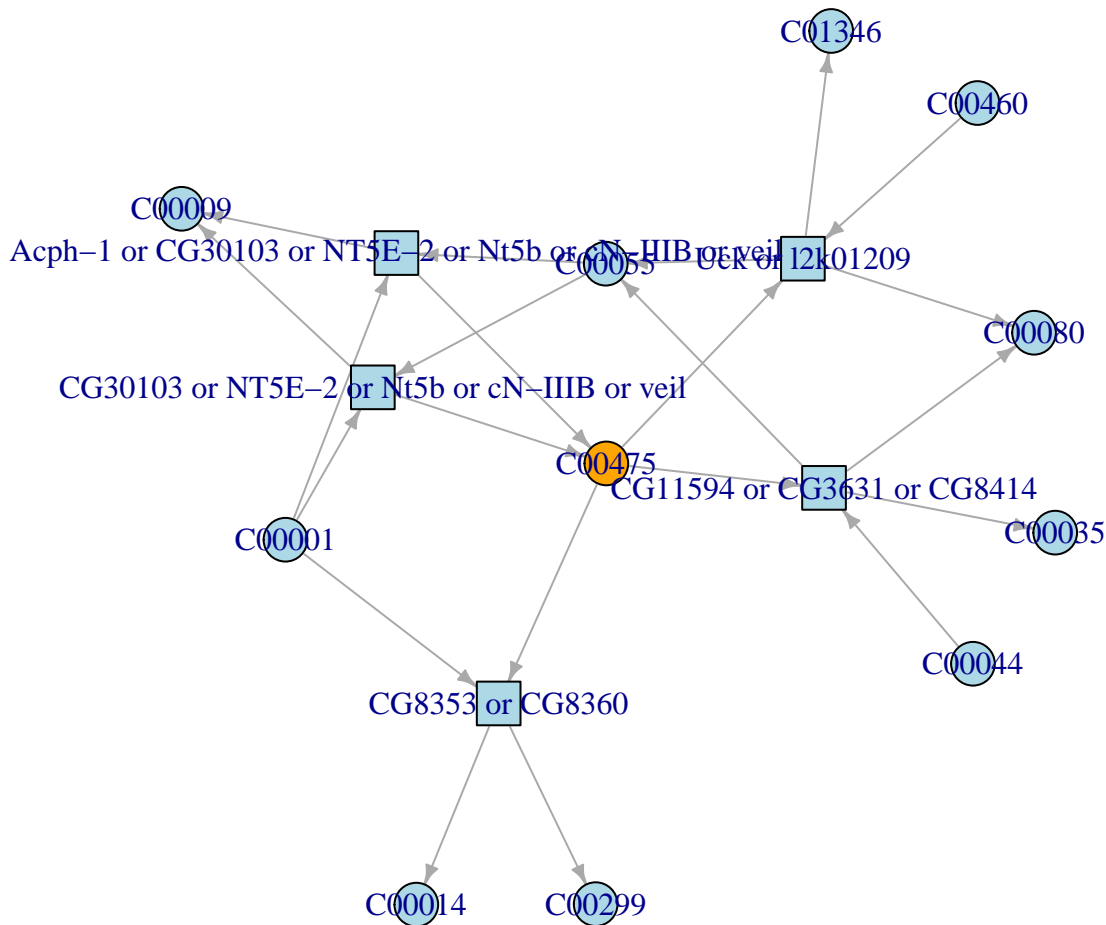 C01346
C00460
C00009
Acph−1 or CG30103 or NT5E−2 or Nt5b or cN−IIIB or veil
C00055
Uck or l2k01209
C00080
CG30103 or NT5E−2 or Nt5b or cN−IIIB or veil
C00475
CG11594 or CG3631 or CG8414
C00001
C00035
C00044
CG8353 or CG8360
C00014
C00299